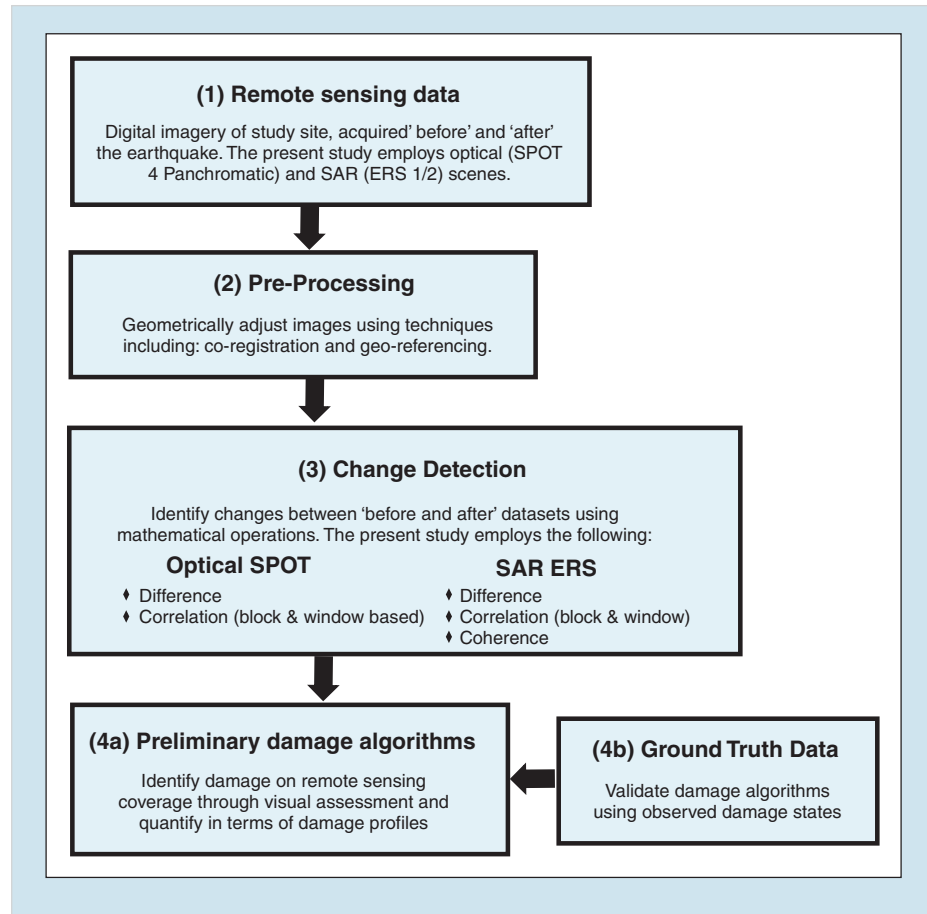 (1) Remote sensing data
Digital imagery of study site, acquired’ before’ and ‘after’
the earthquake. The present study employs optical (SPOT
4 Panchromatic) and SAR (ERS 1/2) scenes.
(2) Pre-Processing
Geometrically adjust images using techniques
including: co-registration and geo-referencing.
(3) Change Detection
Identify changes between ‘before and after’ datasets using
mathematical operations. The present study employs the following:
Optical SPOT
♦ Difference
♦ Correlation (block & window based)
SAR ERS
♦ Difference
♦ Correlation (block & window)
♦ Coherence
(4a) Preliminary damage algorithms
Identify damage on remote sensing
coverage through visual assessment and
quantify in terms of damage profiles
(4b) Ground Truth Data
Validate damage algorithms
using observed damage states